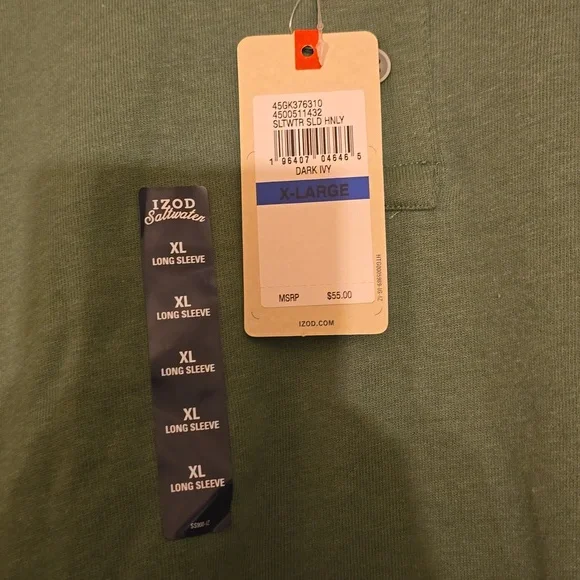 45GK376310
4500511432
SLTWTR SLD HNLY
1 96407 04646 5
DARK IVY
X-LARGE
MSRP $55.00
IZOD.COM
IZOD
Saltwater
XL
LONG SLEEVE
XL
LONG SLEEVE
XL
LONG SLEEVE
XL
LONG SLEEVE
XL
LONG SLEEVE